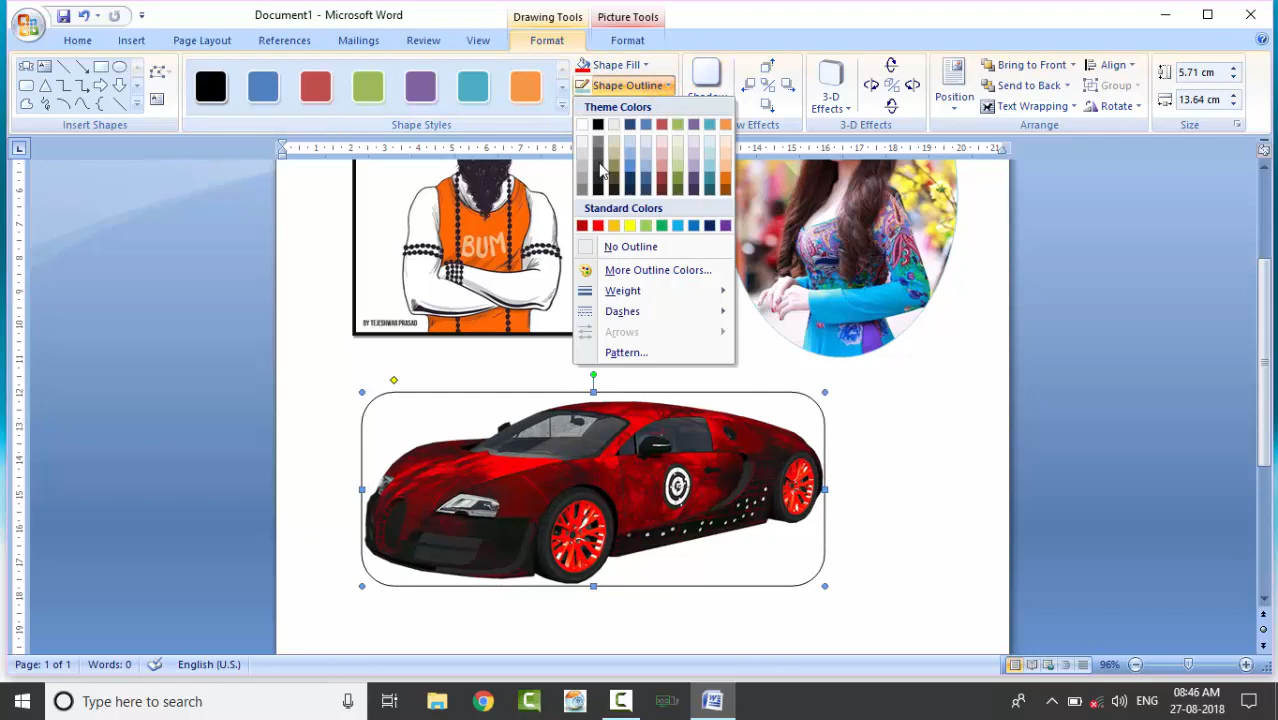 Document1 - Microsoft Word
Drawing Tools
Picture Tools
Home
Insert
Page Layout
References
Mailings
Review
View
Format
Format
Shape Fill
Shape Outline
3-D
Effects
Position
Bring to Front
Send to Back
Text Wrapping
Align
Group
Rotate
5.71 cm
13.64 cm
Insert Shapes
Shape Styles
3-D Effects
Arrange
Size
Theme Colors
Standard Colors
No Outline
More Outline Colors...
Weight
Dashes
Arrows
Pattern...
BUM
BY TEJESHWAR PRASAD
Page: 1 of 1
Words: 0
English (U.S.)
96%
Type here to search
ENG
08:46 AM
27-08-2018